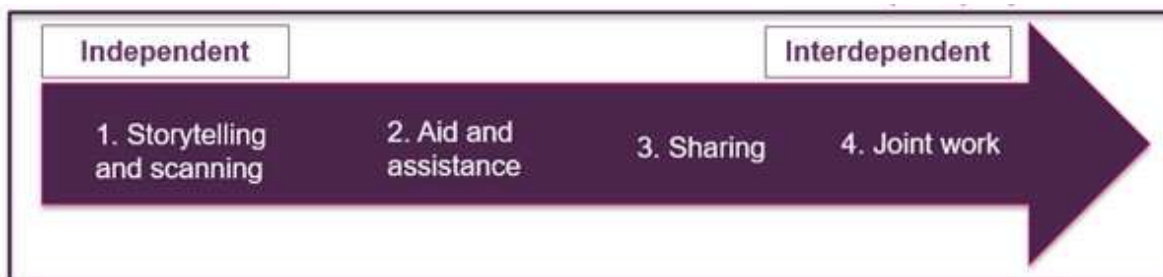 Independent
Interdependent
1. Storytelling
and scanning
2. Aid and
assistance
3. Sharing
4. Joint work